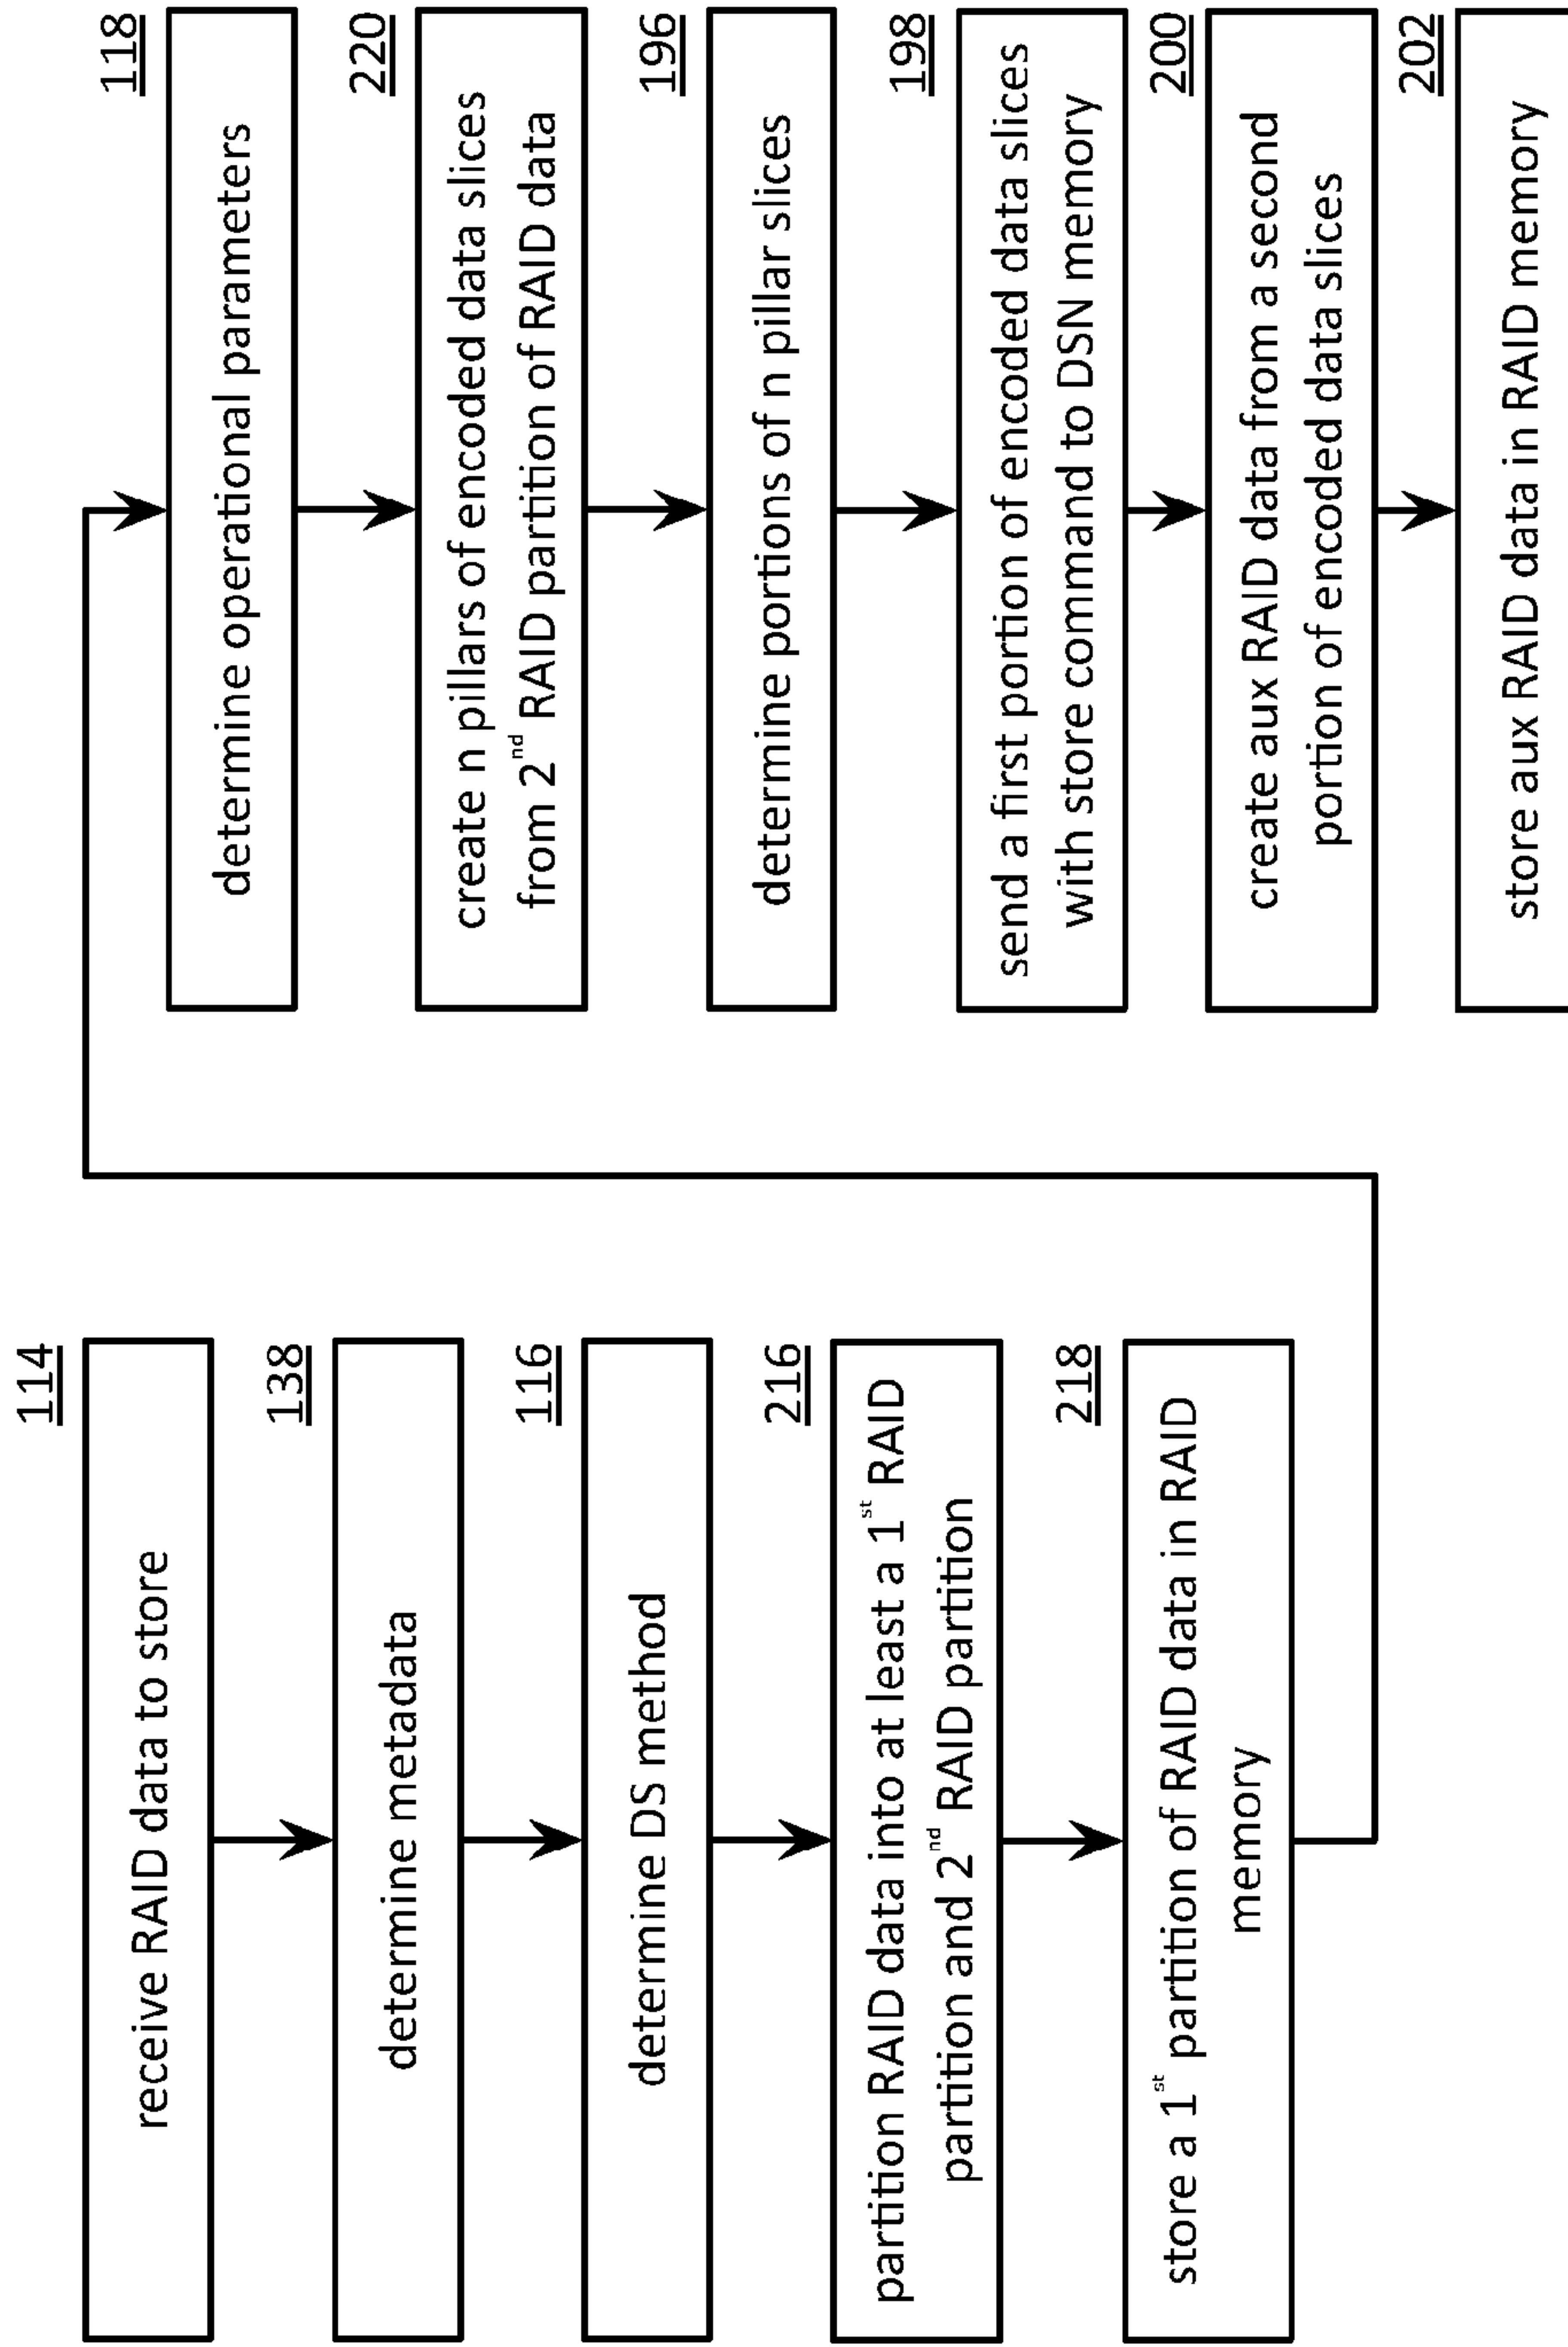 114
receive RAID data to store
138
determine metadata
116
determine DS method
216
partition RAID data into at least a 1st RAID
partition and 2nd RAID partition
218
store a 1st partition of RAID data in RAID
memory
118
determine operational parameters
220
create n pillars of encoded data slices
from 2nd RAID partition of RAID data
196
determine portions of n pillar slices
198
send a first portion of encoded data slices
with store command to DSN memory
200
create aux RAID data from a second
portion of encoded data slices
202
store aux RAID data in RAID memory